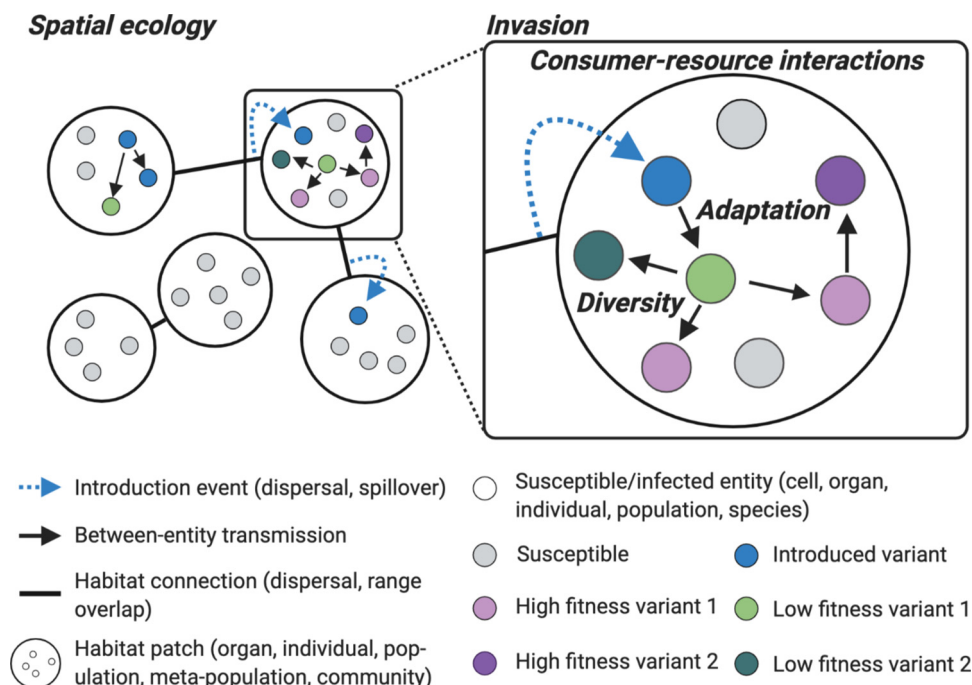 Spatial ecology
Invasion
Consumer-resource interactions
Adaptation
Diversity
Introduction event (dispersal, spillover)
Between-entity transmission
Habitat connection (dispersal, range
overlap)
Habitat patch (organ, individual, pop-
ulation, meta-population, community)
Susceptible/infected entity (cell, organ,
individual, population, species)
Susceptible
Introduced variant
High fitness variant 1
Low fitness variant 1
High fitness variant 2
Low fitness variant 2